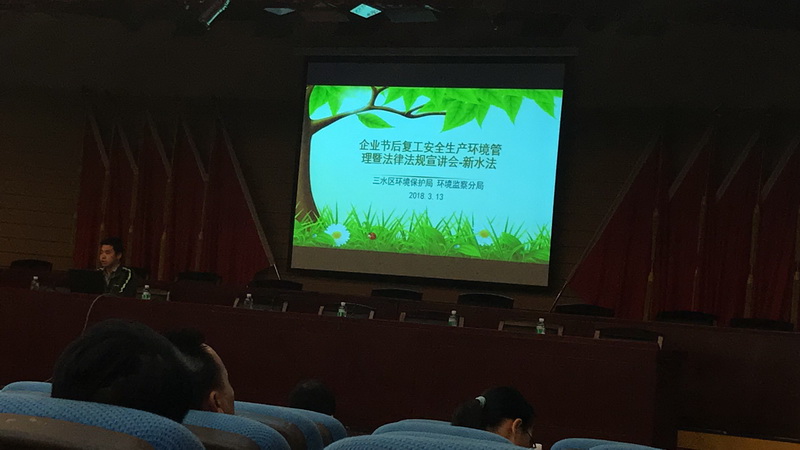 企业节后复工安全生产环境管
理暨法律法规宣讲会-新水法
三水区环境保护局 环境监察分局
2018.3.13